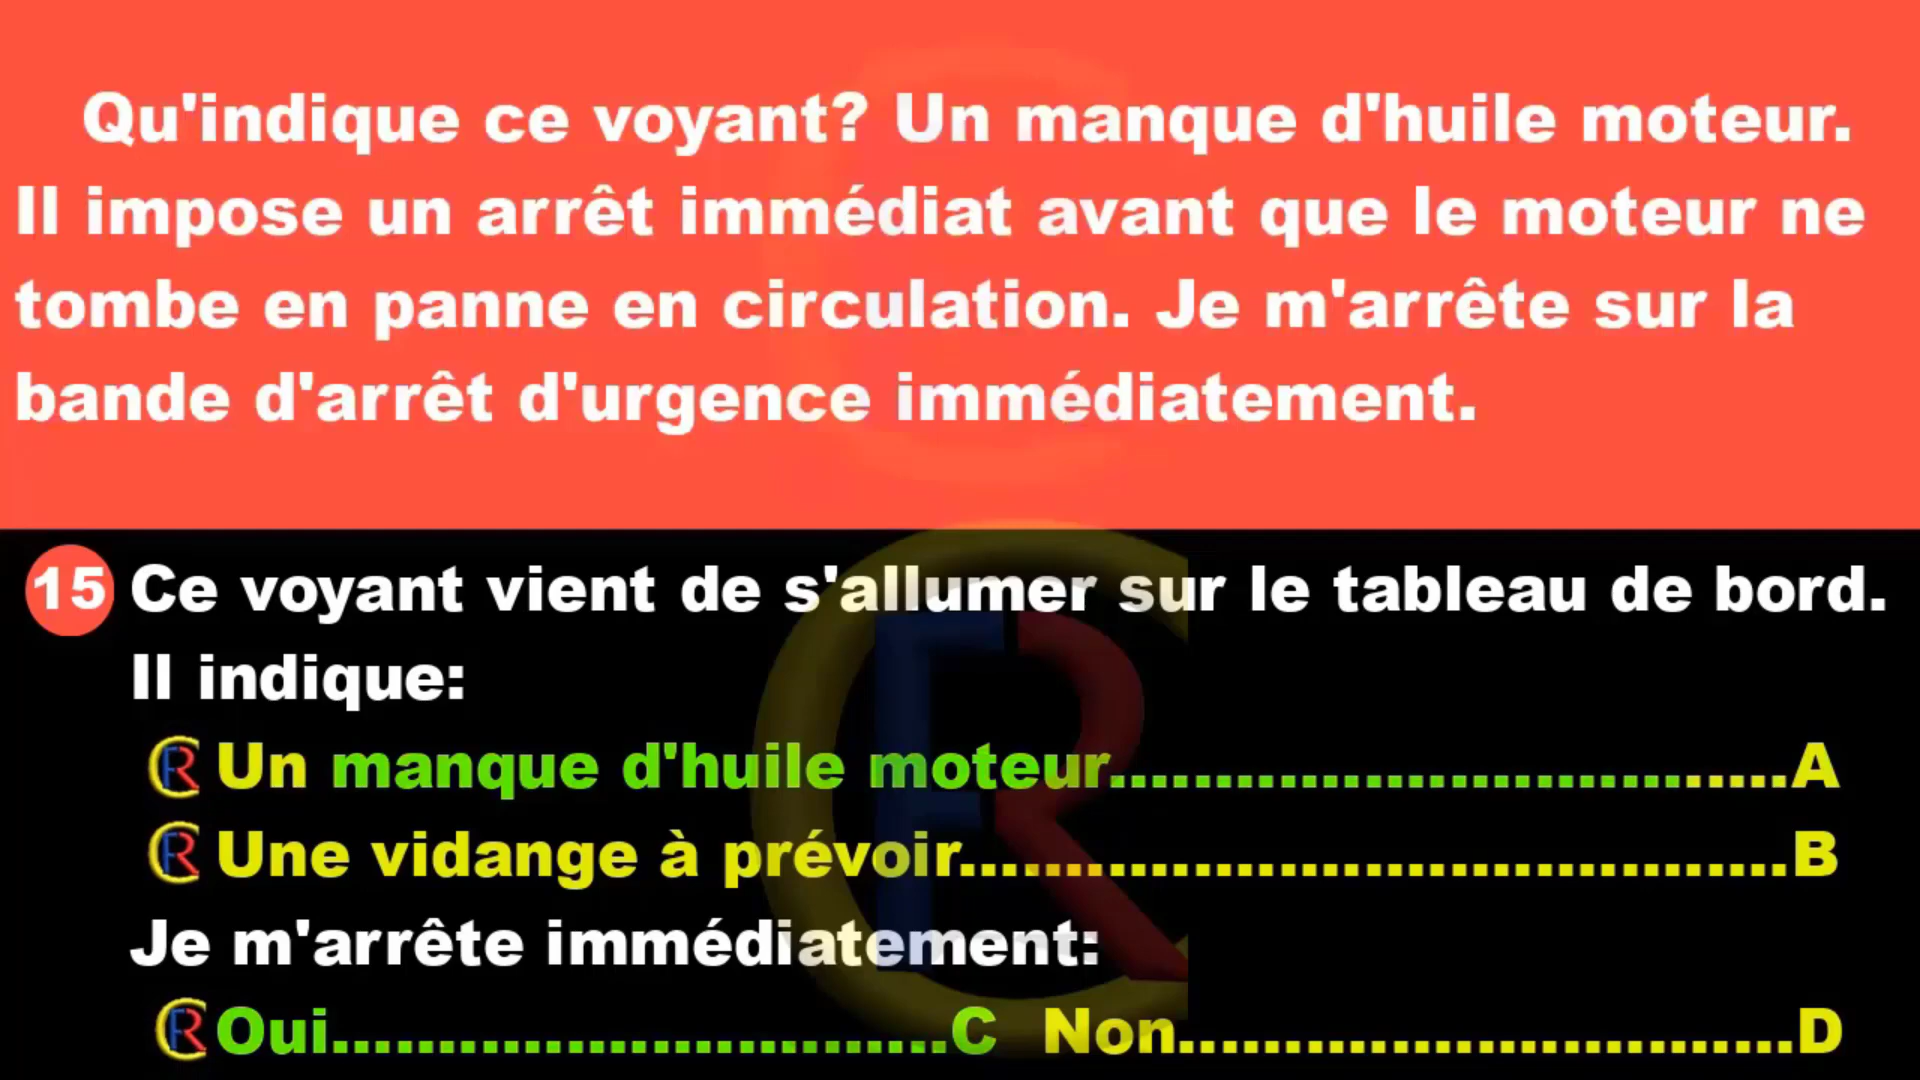 Qu'indique ce voyant? Un manque d'huile moteur.
Il impose un arrêt immédiat avant que le moteur ne
tombe en panne en circulation. Je m'arrête sur la
bande d'arrêt d'urgence immédiatement.
15 Ce voyant vient de s'allumer sur le tableau de bord.
Il indique:
Un manque d'huile moteur................................A
Une vidange à prévoir.......................................B
Je m'arrête immédiatement:
Oui.............................C Non.............................D